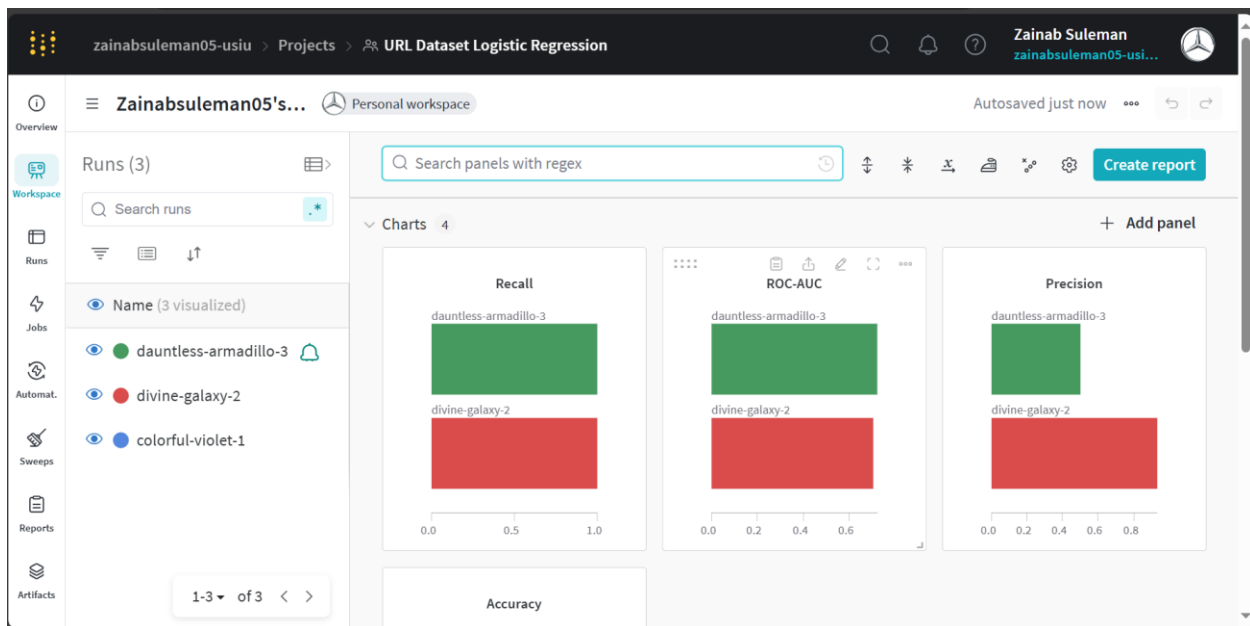 zainabsuleman05-usiu > Projects > URL Dataset Logistic Regression
Zainab Suleman
zainabsuleman05-usi...
Overview
Workspace
Runs
Jobs
Automat.
Sweeps
Reports
Artifacts
Zainabsuleman05's... Personal workspace
Autosaved just now
Runs (3)
Search runs
.*
Name (3 visualized)
dauntless-armadillo-3
divine-galaxy-2
colorful-violet-1
1-3 of 3
Search panels with regex
Create report
Charts 4
+ Add panel
Recall
dauntless-armadillo-3
divine-galaxy-2
0.0 0.5 1.0
ROC-AUC
dauntless-armadillo-3
divine-galaxy-2
0.0 0.2 0.4 0.6
Precision
dauntless-armadillo-3
divine-galaxy-2
0.0 0.2 0.4 0.6 0.8
Accuracy